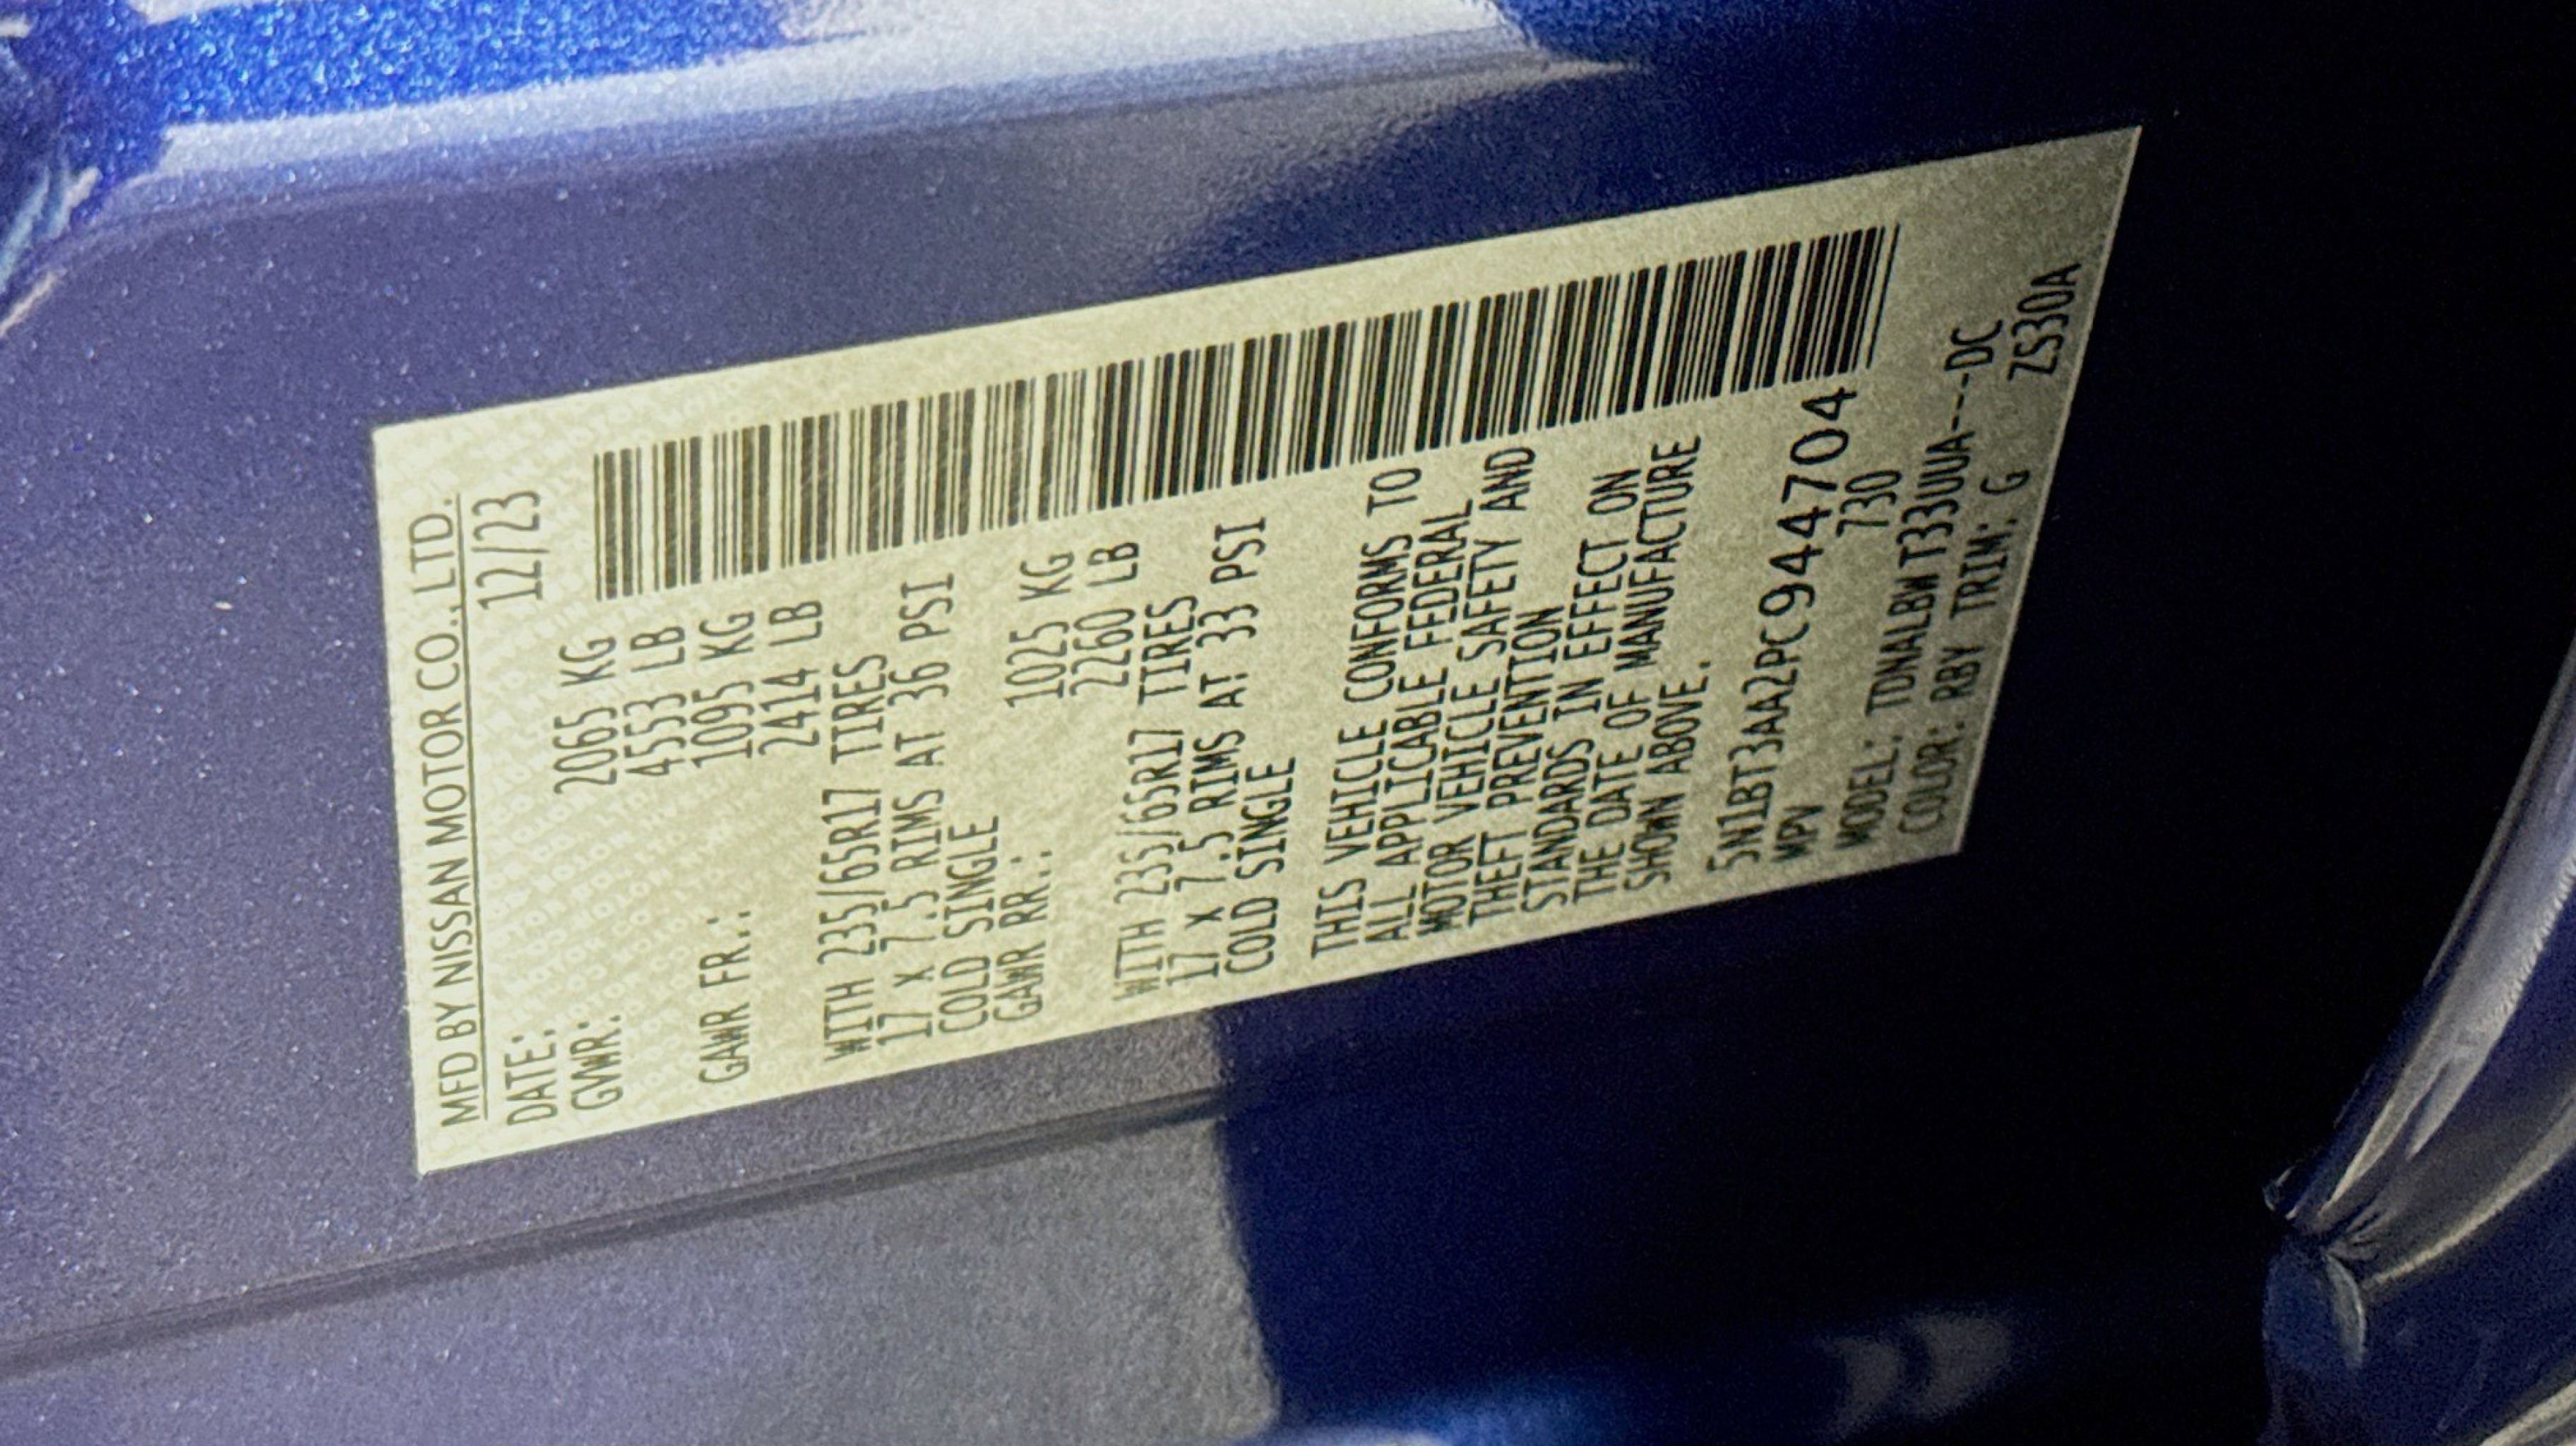 MFD BY NISSAN MOTOR CO., LTD.
DATE: 12/23
GVWR: 2065 KG
4553 LB
GAWR FR.: 1095 KG
2414 LB
WITH 235/65R17 TIRES
17 x 7.5 RIMS AT 36 PSI
COLD SINGLE
GAWR RR.: 1025 KG
2260 LB
WITH 235/65R17 TIRES
17 x 7.5 RIMS AT 33 PSI
COLD SINGLE
THIS VEHICLE CONFORMS TO
ALL APPLICABLE FEDERAL
MOTOR VEHICLE SAFETY AND
THEFT PREVENTION
STANDARDS IN EFFECT ON
THE DATE OF MANUFACTURE
SHOWN ABOVE.
5N1BT3AA2PC944704
MPV 730
MODEL: TDNALBW T33UUA---DC
COLOR: RBY TRIM: G ZS30A